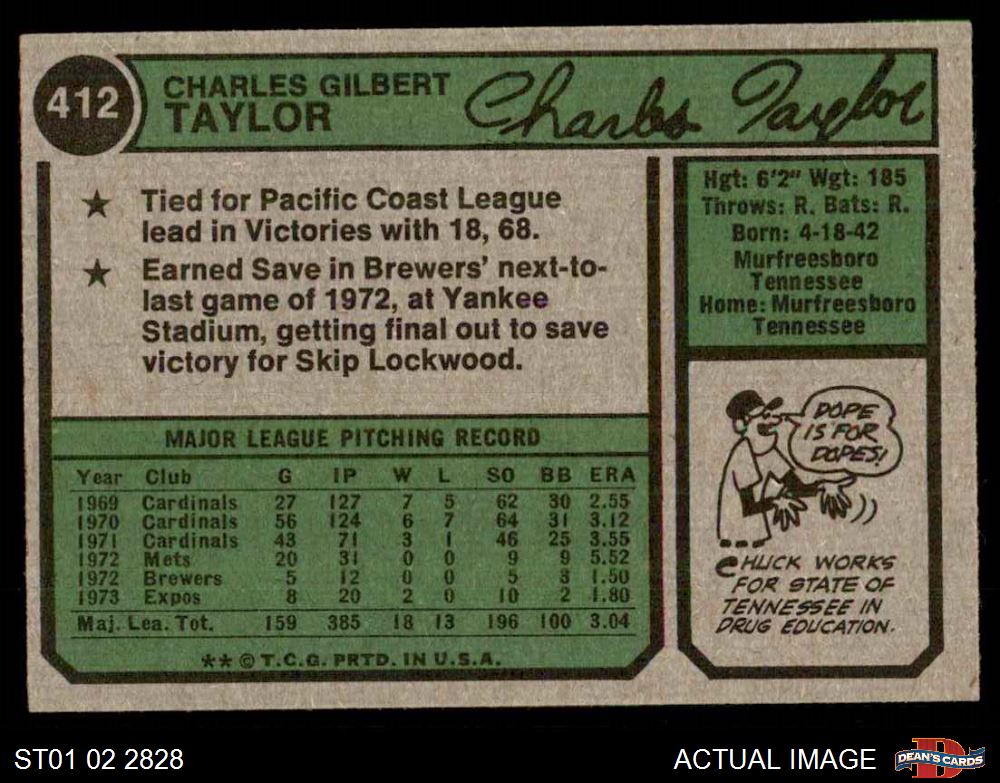 412
CHARLES GILBERT
TAYLOR
Charles Taylor
★ Tied for Pacific Coast League
lead in Victories with 18, 68.
★ Earned Save in Brewers' next-to-
last game of 1972, at Yankee
Stadium, getting final out to save
victory for Skip Lockwood.
MAJOR LEAGUE PITCHING RECORD
Year Club G IP W L SO BB ERA
1969 Cardinals 27 127 7 5 62 30 2.55
1970 Cardinals 56 124 6 7 64 31 3.12
1971 Cardinals 43 71 3 1 46 25 3.55
1972 Mets 20 31 0 0 9 9 5.52
1972 Brewers 5 12 0 0 5 3 1.50
1973 Expos 8 20 2 0 10 2 1.80
Maj. Lea. Tot. 159 385 18 13 196 100 3.04
** © T.C.G. PRTD. IN U.S.A.
Hgt: 6'2" Wgt: 185
Throws: R. Bats: R.
Born: 4-18-42
Murfreesboro
Tennessee
Home: Murfreesboro
Tennessee
DOPE
IS FOR
DOPES!
CHUCK WORKS
FOR STATE OF
TENNESSEE IN
DRUG EDUCATION.
ST01 02 2828
ACTUAL IMAGE
D
DEAN'S CARDS